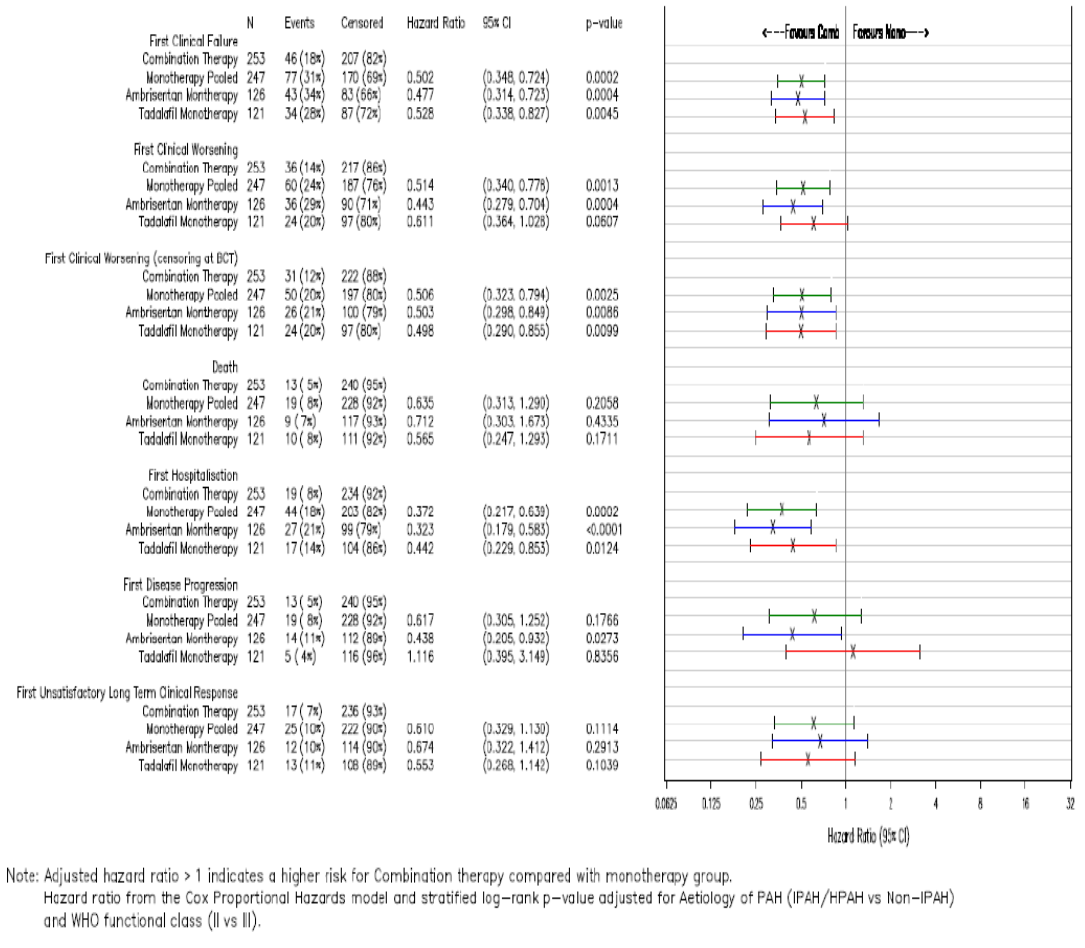 N Events Censored Hazard Ratio 95% CI p-value
<---Favours Comb Favours Mono--->
First Clinical Failure
Combination Therapy 253 46 (18%) 207 (82%)
Monotherapy Pooled 247 77 (31%) 170 (69%) 0.502 (0.348, 0.724) 0.0002
Ambrisentan Montherapy 126 43 (34%) 83 (66%) 0.477 (0.314, 0.723) 0.0004
Tadalafil Monotherapy 121 34 (28%) 87 (72%) 0.528 (0.338, 0.827) 0.0045
First Clinical Worsening
Combination Therapy 253 36 (14%) 217 (86%)
Monotherapy Pooled 247 60 (24%) 187 (76%) 0.514 (0.340, 0.778) 0.0013
Ambrisentan Montherapy 126 36 (29%) 90 (71%) 0.443 (0.279, 0.704) 0.0004
Tadalafil Monotherapy 121 24 (20%) 97 (80%) 0.611 (0.364, 1.028) 0.0607
First Clinical Worsening (censoring at BCT)
Combination Therapy 253 31 (12%) 222 (88%)
Monotherapy Pooled 247 50 (20%) 197 (80%) 0.506 (0.323, 0.794) 0.0025
Ambrisentan Montherapy 126 26 (21%) 100 (79%) 0.503 (0.298, 0.849) 0.0086
Tadalafil Monotherapy 121 24 (20%) 97 (80%) 0.498 (0.290, 0.855) 0.0099
Death
Combination Therapy 253 13 ( 5%) 240 (95%)
Monotherapy Pooled 247 19 ( 8%) 228 (92%) 0.635 (0.313, 1.290) 0.2058
Ambrisentan Montherapy 126 9 ( 7%) 117 (93%) 0.712 (0.303, 1.673) 0.4335
Tadalafil Monotherapy 121 10 ( 8%) 111 (92%) 0.565 (0.247, 1.293) 0.1711
First Hospitalisation
Combination Therapy 253 19 ( 8%) 234 (92%)
Monotherapy Pooled 247 44 (18%) 203 (82%) 0.372 (0.217, 0.639) 0.0002
Ambrisentan Montherapy 126 27 (21%) 99 (79%) 0.323 (0.179, 0.583) <0.0001
Tadalafil Monotherapy 121 17 (14%) 104 (86%) 0.442 (0.229, 0.853) 0.0124
First Disease Progression
Combination Therapy 253 13 ( 5%) 240 (95%)
Monotherapy Pooled 247 19 ( 8%) 228 (92%) 0.617 (0.305, 1.252) 0.1766
Ambrisentan Montherapy 126 14 (11%) 112 (89%) 0.438 (0.205, 0.932) 0.0273
Tadalafil Monotherapy 121 5 ( 4%) 116 (96%) 1.116 (0.395, 3.149) 0.8356
First Unsatisfactory Long Term Clinical Response
Combination Therapy 253 17 ( 7%) 236 (93%)
Monotherapy Pooled 247 25 (10%) 222 (90%) 0.610 (0.329, 1.130) 0.1114
Ambrisentan Montherapy 126 12 (10%) 114 (90%) 0.674 (0.322, 1.412) 0.2913
Tadalafil Monotherapy 121 13 (11%) 108 (89%) 0.553 (0.268, 1.142) 0.1039
0.0625 0.125 0.25 0.5 1 2 4 8 16 32
Hazard Ratio (95% CI)
Note: Adjusted hazard ratio > 1 indicates a higher risk for Combination therapy compared with monotherapy group.
Hazard ratio from the Cox Proportional Hazards model and stratified log-rank p-value adjusted for Aetiology of PAH (IPAH/HPAH vs Non-IPAH)
and WHO functional class (II vs III).